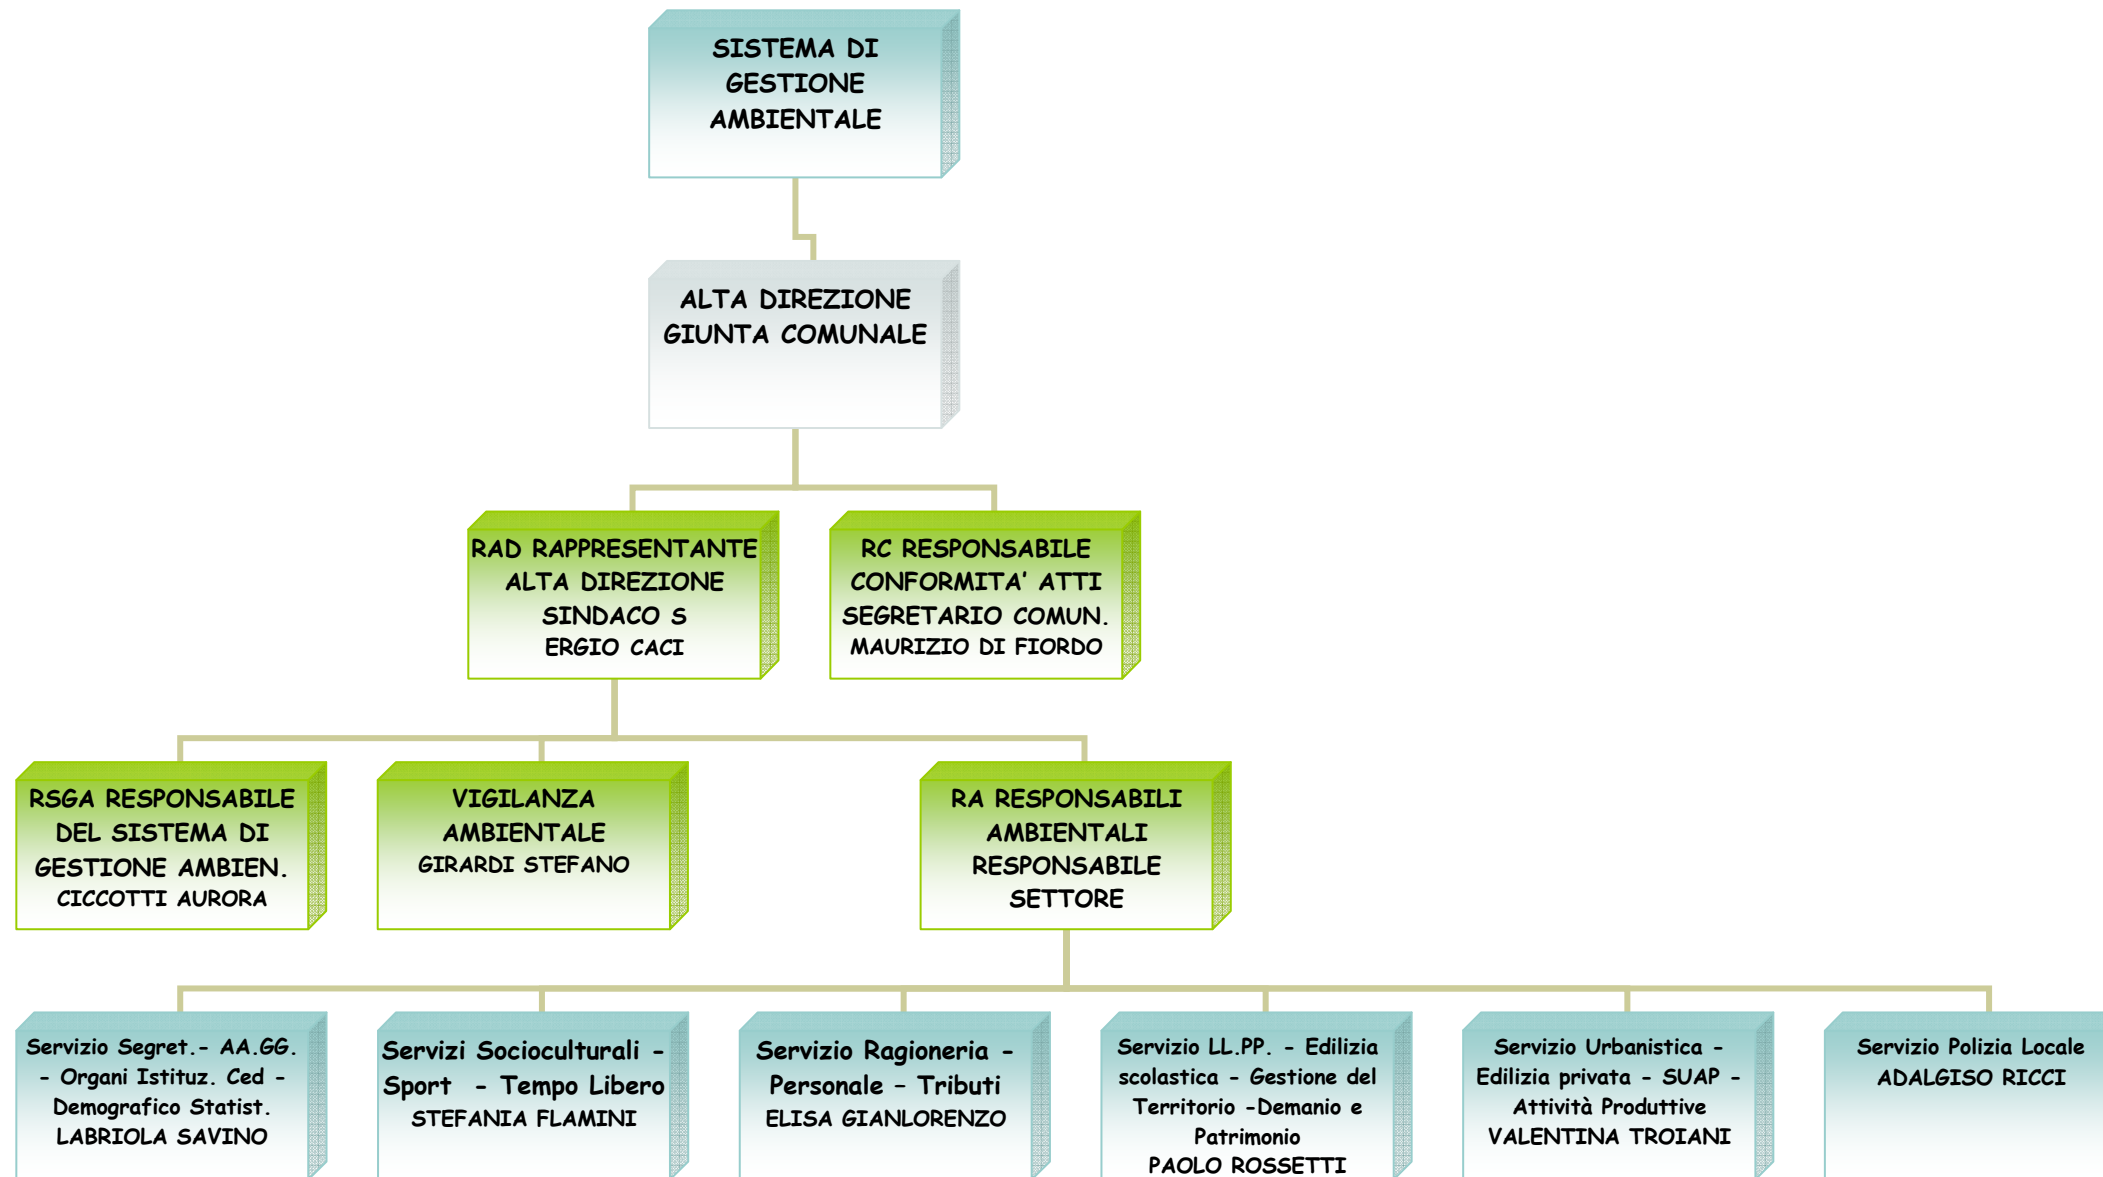 SISTEMA DI
GESTIONE
AMBIENTALE
ALTA DIREZIONE
GIUNTA COMUNALE
RAD RAPPRESENTANTE
ALTA DIREZIONE
SINDACO S
ERGIO CACI
RC RESPONSABILE
CONFORMITA' ATTI
SEGRETARIO COMUN.
MAURIZIO DI FIORDO
RSGA RESPONSABILE
DEL SISTEMA DI
GESTIONE AMBIEN.
CICCOTTI AURORA
VIGILANZA
AMBIENTALE
GIRARDI STEFANO
RA RESPONSABILI
AMBIENTALI
RESPONSABILE
SETTORE
Servizio Segret.- AA.GG.
- Organi Istituz. Ced -
Demografico Statist.
LABRIOLA SAVINO
Servizi Socioculturali -
Sport - Tempo Libero
STEFANIA FLAMINI
Servizio Ragioneria -
Personale – Tributi
ELISA GIANLORENZO
Servizio LL.PP. - Edilizia
scolastica - Gestione del
Territorio -Demanio e
Patrimonio
PAOLO ROSSETTI
Servizio Urbanistica -
Edilizia privata - SUAP -
Attività Produttive
VALENTINA TROIANI
Servizio Polizia Locale
ADALGISO RICCI